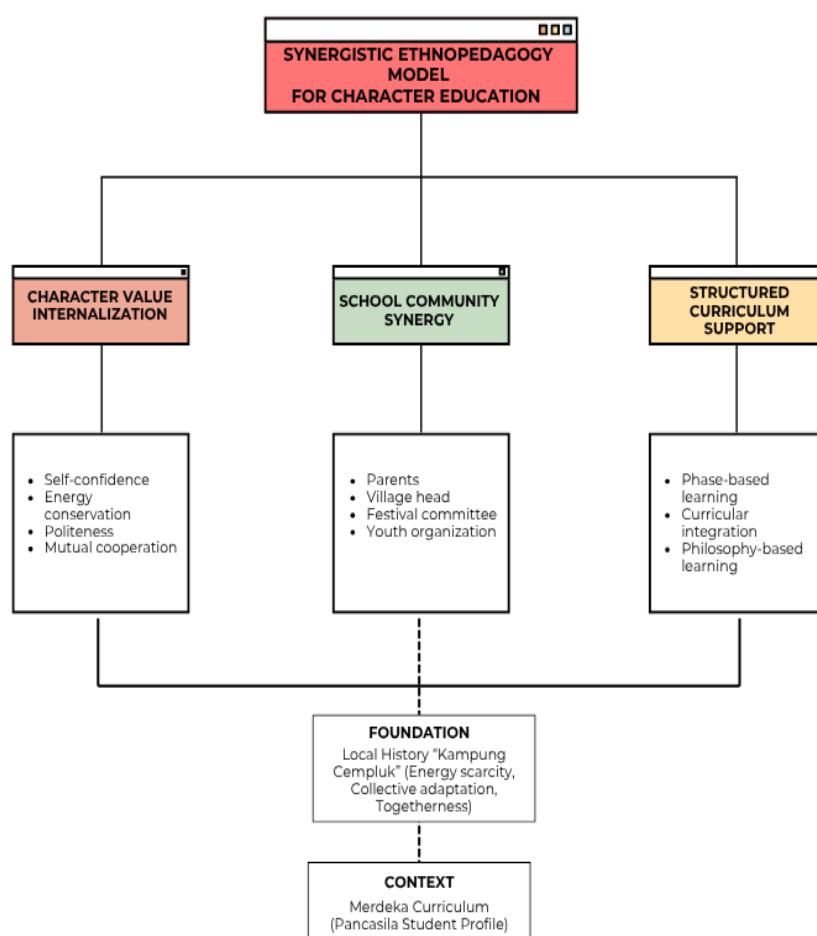 SYNERGISTIC ETHNOPEDAGOGY
MODEL
FOR CHARACTER EDUCATION
CHARACTER VALUE
INTERNALIZATION
SCHOOL COMMUNITY
SYNERGY
STRUCTURED
CURRICULUM
SUPPORT
• Self-confidence
• Energy
conservation
• Politeness
• Mutual cooperation
• Parents
• Village head
• Festival committee
• Youth organization
• Phase-based
learning
• Curricular
integration
• Philosophy-based
learning
FOUNDATION
Local History “Kampung
Cempluk” (Energy scarcity,
Collective adaptation,
Togetherness)
CONTEXT
Merdeka Curriculum
(Pancasila Student Profile)